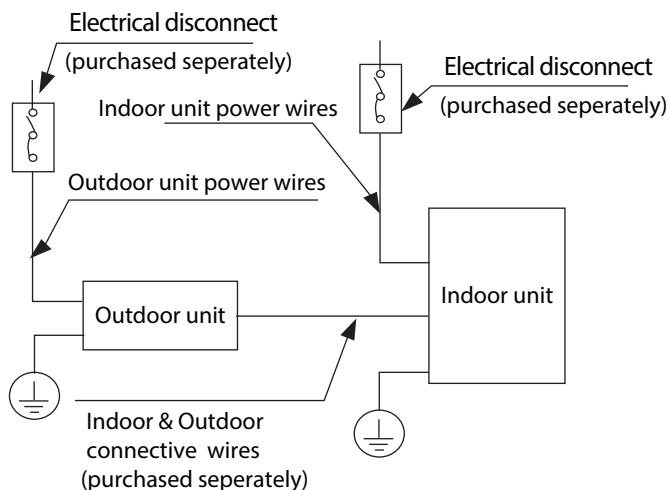 Electrical disconnect
(purchased seperately)
Electrical disconnect
(purchased seperately)
Indoor unit power wires
Outdoor unit power wires
Outdoor unit
Indoor unit
Indoor & Outdoor
connective wires
(purchased seperately)